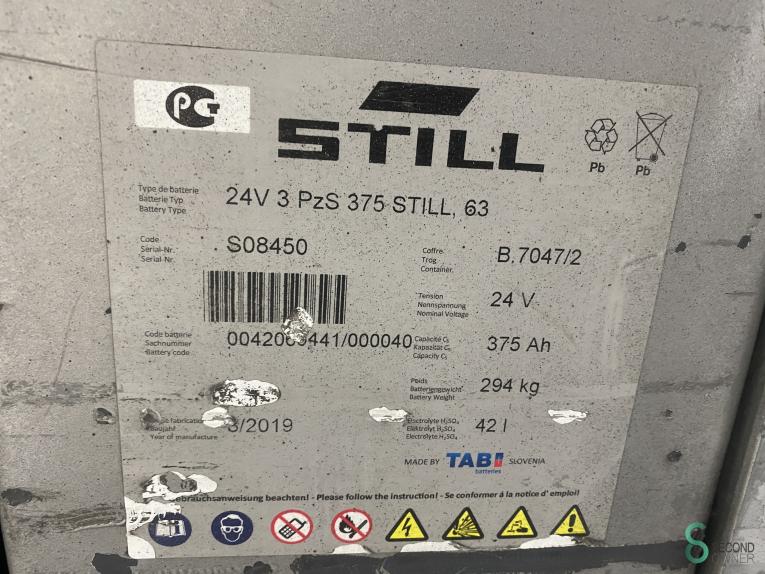 PCT
STILL
Pb
Pb
Type de batterie
Batterie Typ
Battery Type
24V 3 PzS 375 STILL, 63
Code
Serial-Nr.
Serial-Nr.
S08450
Coffre
Trog
Container
B.7047/2
Tension
Nennspannung
Nominal Voltage
24 V
Code batterie
Sachnummer
Battery code
Capacité C₅
Kapazität C₅
Capacity C₅
375 Ah
Poids
Batteriengewicht
Battery Weight
294 kg
fabrication
Baujahr
Year of manufacture
3/2019
Electrolyte H₂SO₄
Elektrolyt H₂SO₄
Electrolyte H₂SO₄
42 l
MADE BY TAB batteries SLOVENIA
ebrauchsanweisung beachten! - Please follow the instruction! - Se conformer á la notice d' emploi!
SECOND
OWNER